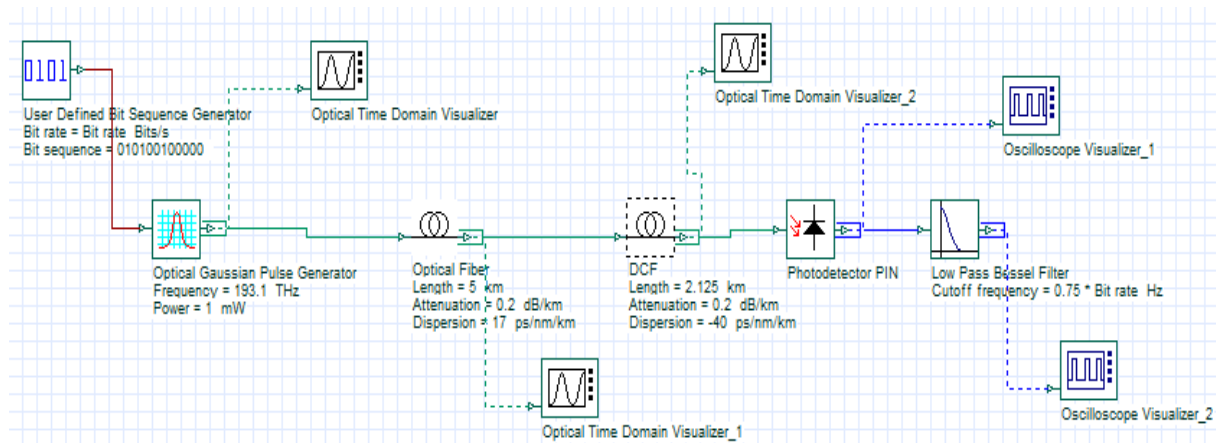 0101
User Defined Bit Sequence Generator
Bit rate = Bit rate Bits/s
Bit sequence = 010100100000
Optical Time Domain Visualizer
Optical Time Domain Visualizer_2
Oscilloscope Visualizer_1
Optical Gaussian Pulse Generator
Frequency = 193.1 THz
Power = 1 mW
Optical Fiber
Length = 5 km
Attenuation = 0.2 dB/km
Dispersion = 17 ps/nm/km
DCF
Length = 2.125 km
Attenuation = 0.2 dB/km
Dispersion = -40 ps/nm/km
Photodetector PIN
Low Pass Bessel Filter
Cutoff frequency = 0.75 * Bit rate Hz
Optical Time Domain Visualizer_1
Oscilloscope Visualizer_2